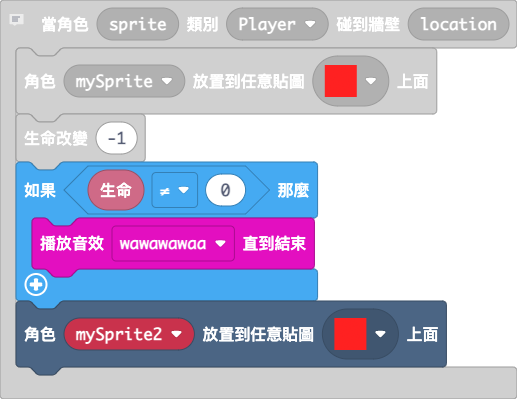 當角色 sprite 類別 Player 碰到牆壁 location
角色 mySprite 放置到任意貼圖 上面
生命改變 -1
如果 生命 ≠ 0 那麼
播放音效 wawawawaa 直到結束
角色 mySprite2 放置到任意貼圖 上面